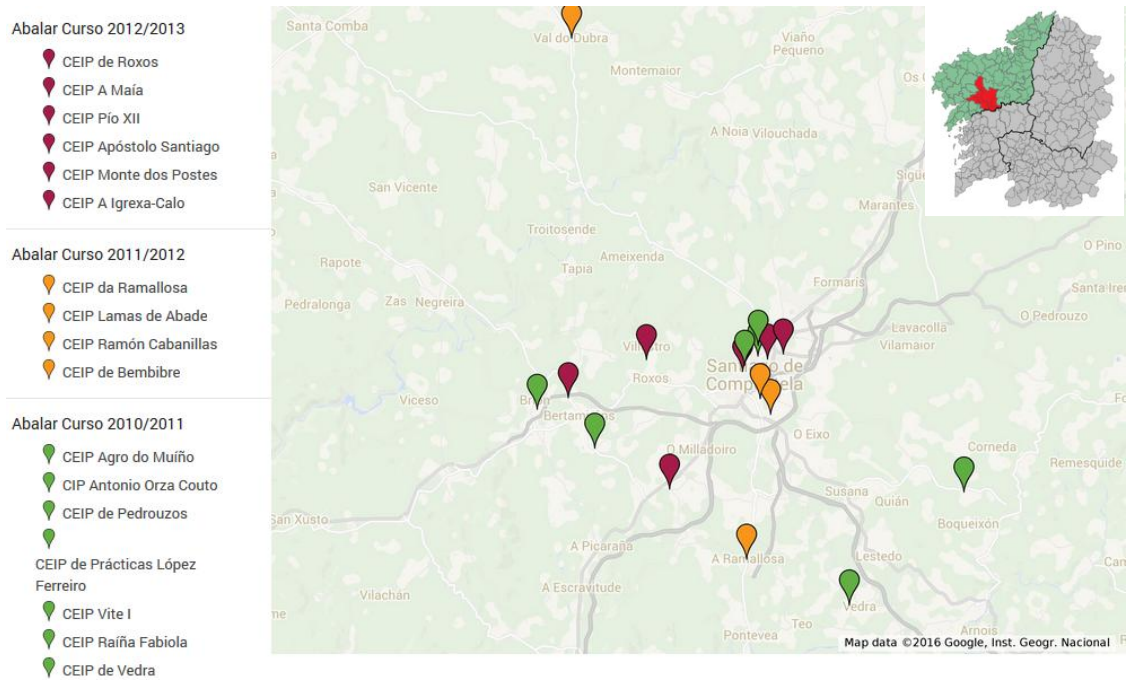 Abalar Curso 2012/2013
CEIP de Roxos
CEIP A Maía
CEIP Pío XII
CEIP Apóstolo Santiago
CEIP Monte dos Postes
CEIP A Igrexa-Calo
Abalar Curso 2011/2012
CEIP da Ramallosa
CEIP Lamas de Abade
CEIP Ramón Cabanillas
CEIP de Bembibre
Abalar Curso 2010/2011
CEIP Agro do Muíño
CIP Antonio Orza Couto
CEIP de Pedrouzos
CEIP de Prácticas López
Ferreiro
CEIP Vite I
CEIP Raíña Fabiola
CEIP de Vedra
Santa Comba
Val do Dubra
Viaño
Pequeno
Montemaior
A Noia
Vilouchada
San Vicente
Marantes
Troitosende
O Pino
Ameixenda
Rapote
Tapia
Formarís
Pedralonga
Zas
Negreira
O Pedrouzo
Lavacolla
Vilamaior
Roxos
Viceso
O Eixo
O Milladoiro
Corneda
Remesquide
Susana
Quián
San Xusto
Boqueixón
A Picaraña
A Ramallosa
Lestedo
A Escravitude
Vilachán
Vedra
Teo
Pontevea
Arnois
Map data ©2016 Google, Inst. Geogr. Nacional